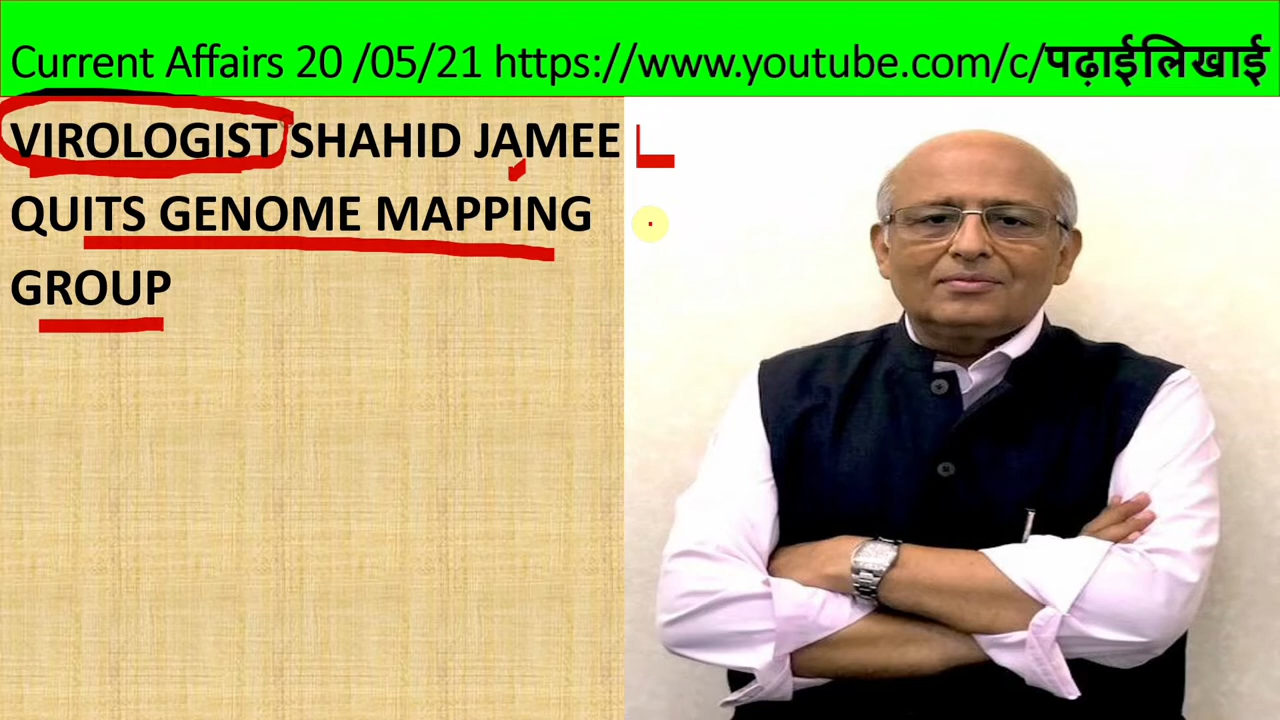 Current Affairs 20 /05/21 https://www.youtube.com/c/पढ़ाईलिखाई
VIROLOGIST SHAHID JAMEE L
QUITS GENOME MAPPING
GROUP